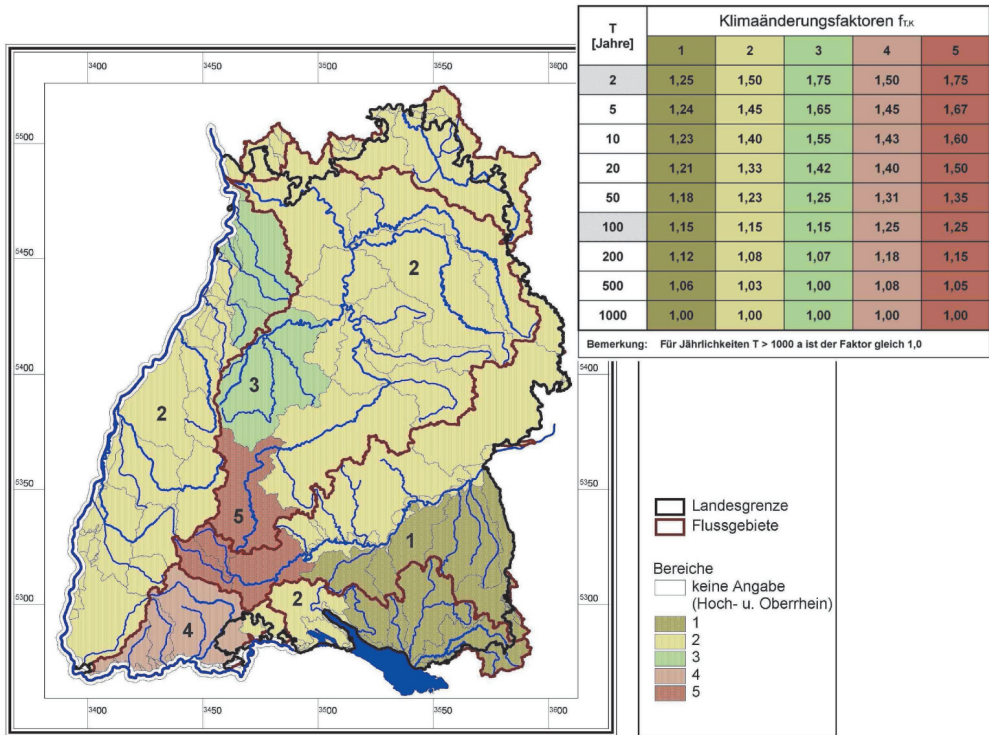 T
[Jahre]
Klimaänderungsfaktoren fT,K
1 2 3 4 5
2 1,25 1,50 1,75 1,50 1,75
5 1,24 1,45 1,65 1,45 1,67
10 1,23 1,40 1,55 1,43 1,60
20 1,21 1,33 1,42 1,40 1,50
50 1,18 1,23 1,25 1,31 1,35
100 1,15 1,15 1,15 1,25 1,25
200 1,12 1,08 1,07 1,18 1,15
500 1,06 1,03 1,00 1,08 1,05
1000 1,00 1,00 1,00 1,00 1,00
Bemerkung: Für Jährlichkeiten T > 1000 a ist der Faktor gleich 1,0
3400 3450 3500 3550 3600
5500
5450
5400
5350
5300
2
3
2
5
1
2
4
3400 3450 3500 3550 3600
Landesgrenze
Flussgebiete
Bereiche
keine Angabe
(Hoch- u. Oberrhein)
1
2
3
4
5